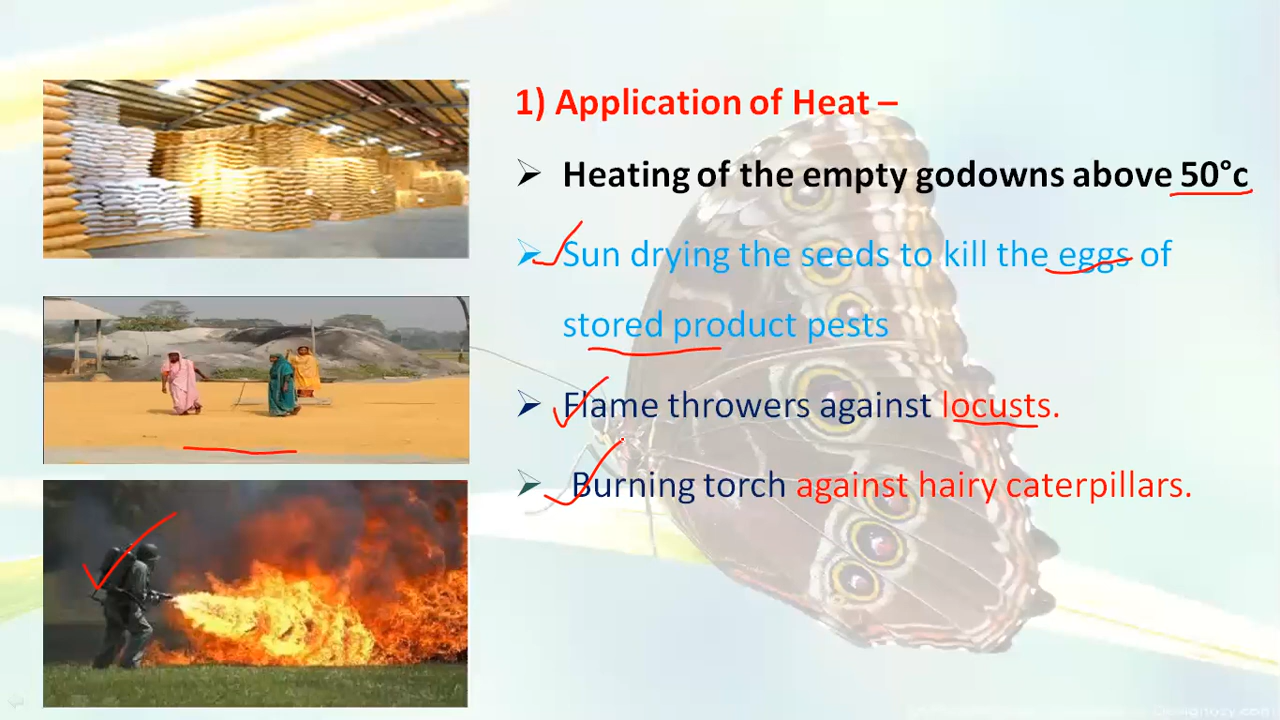 1) Application of Heat –
➢ Heating of the empty godowns above 50°c
➢ Sun drying the seeds to kill the eggs of
stored product pests
➢ Flame throwers against locusts.
➢ Burning torch against hairy caterpillars.